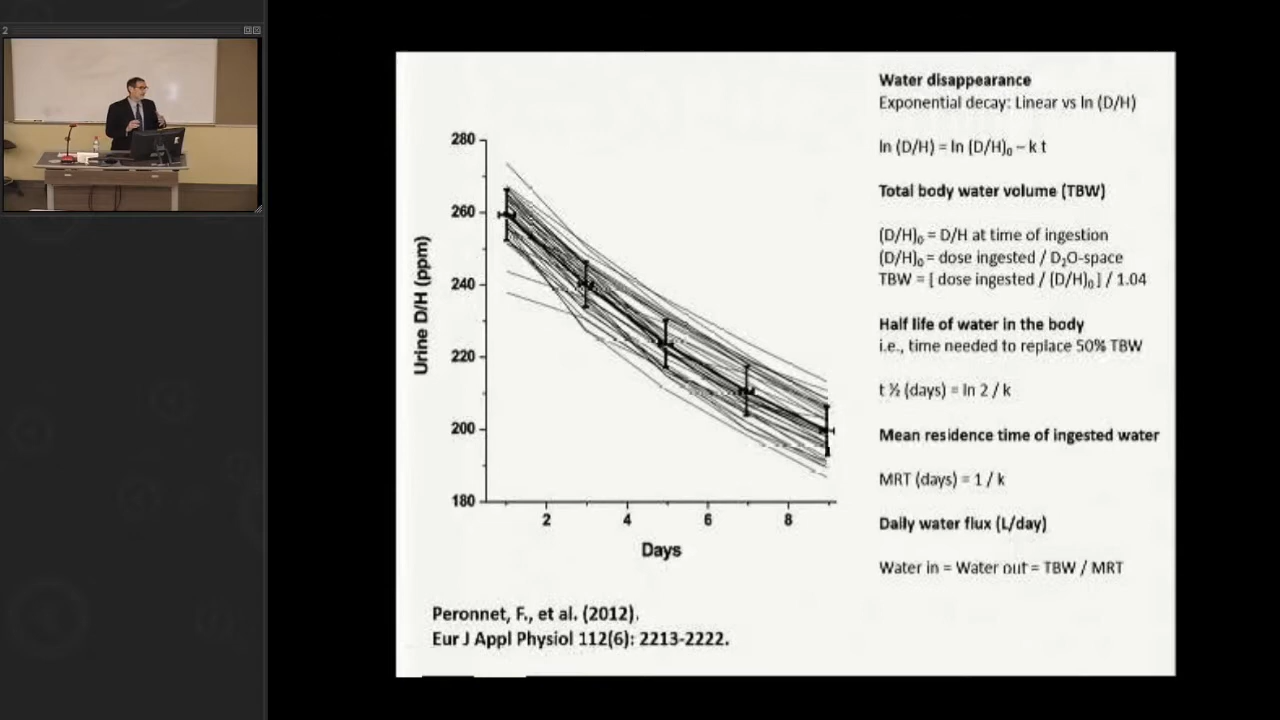 2
Water disappearance
Exponential decay: Linear vs ln (D/H)
ln (D/H) = ln (D/H)₀ – k t
Total body water volume (TBW)
(D/H)₀ = D/H at time of ingestion
(D/H)₀ = dose ingested / D₂O-space
TBW = [ dose ingested / (D/H)₀ ] / 1.04
Half life of water in the body
i.e., time needed to replace 50% TBW
t ½ (days) = ln 2 / k
Mean residence time of ingested water
MRT (days) = 1 / k
Daily water flux (L/day)
Water in = Water out = TBW / MRT
Urine D/H (ppm)
280
260
240
220
200
180
2 4 6 8
Days
Peronnet, F., et al. (2012).
Eur J Appl Physiol 112(6): 2213-2222.